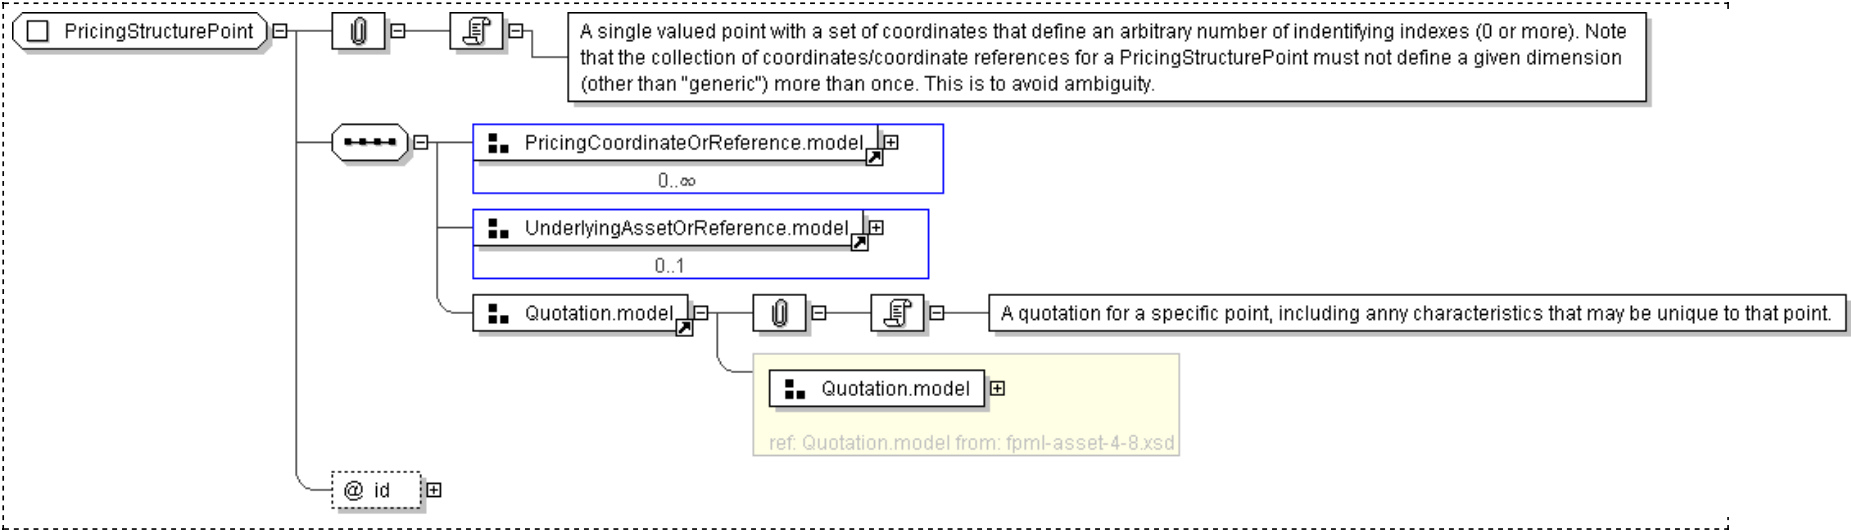 PricingStructurePoint
A single valued point with a set of coordinates that define an arbitrary number of indentifying indexes (0 or more). Note
that the collection of coordinates/coordinate references for a PricingStructurePoint must not define a given dimension
(other than "generic") more than once. This is to avoid ambiguity.
PricingCoordinateOrReference.model
0..∞
UnderlyingAssetOrReference.model
0..1
Quotation.model
A quotation for a specific point, including anny characteristics that may be unique to that point.
Quotation.model
ref: Quotation.model from: fpml-asset-4-8.xsd
@ id